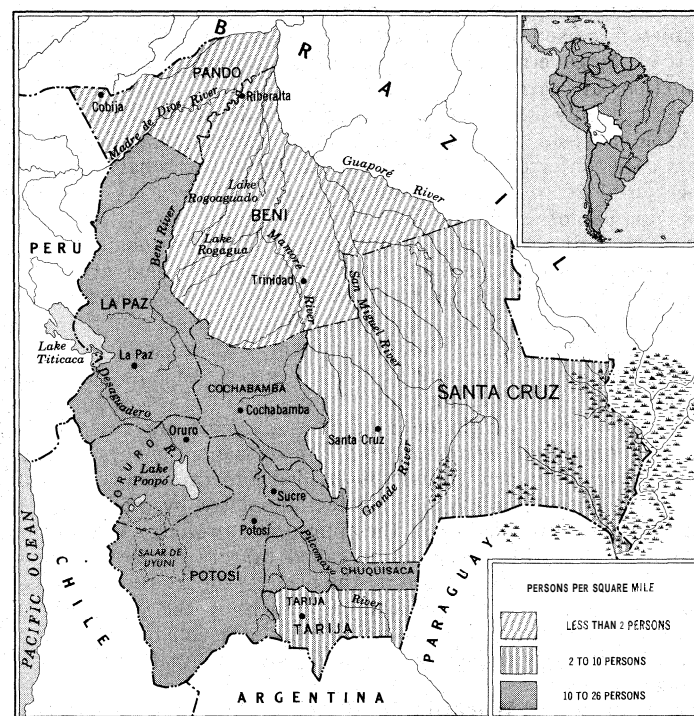 BRAZIL
PANDO
Cobija
Madre de Dios River
Riberalta
Guaporé
River
Lake
Rogoaguado
BENI
Beni River
Lake
Rogagua
Mamoré
River
Trinidad
San Miguel River
PERU
LA PAZ
Lake
Titicaca
La Paz
Desaguadero
R.
COCHABAMBA
Cochabamba
SANTA CRUZ
Santa Cruz
Grande River
Oruro
ORURO
Lake
Poopó
Sucre
Potosí
SALAR DE
UYUNI
POTOSÍ
Pilcomayo
River
CHUQUISACA
TARIJA
TARIJA
PACIFIC OCEAN
CHILE
ARGENTINA
PARAGUAY
PERSONS PER SQUARE MILE
LESS THAN 2 PERSONS
2 TO 10 PERSONS
10 TO 26 PERSONS